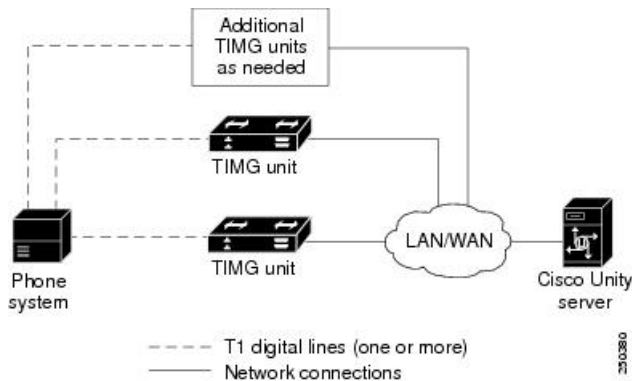 Additional
TIMG units
as needed
TIMG unit
TIMG unit
LAN/WAN
Phone
system
Cisco Unity
server
T1 digital lines (one or more)
Network connections
250380